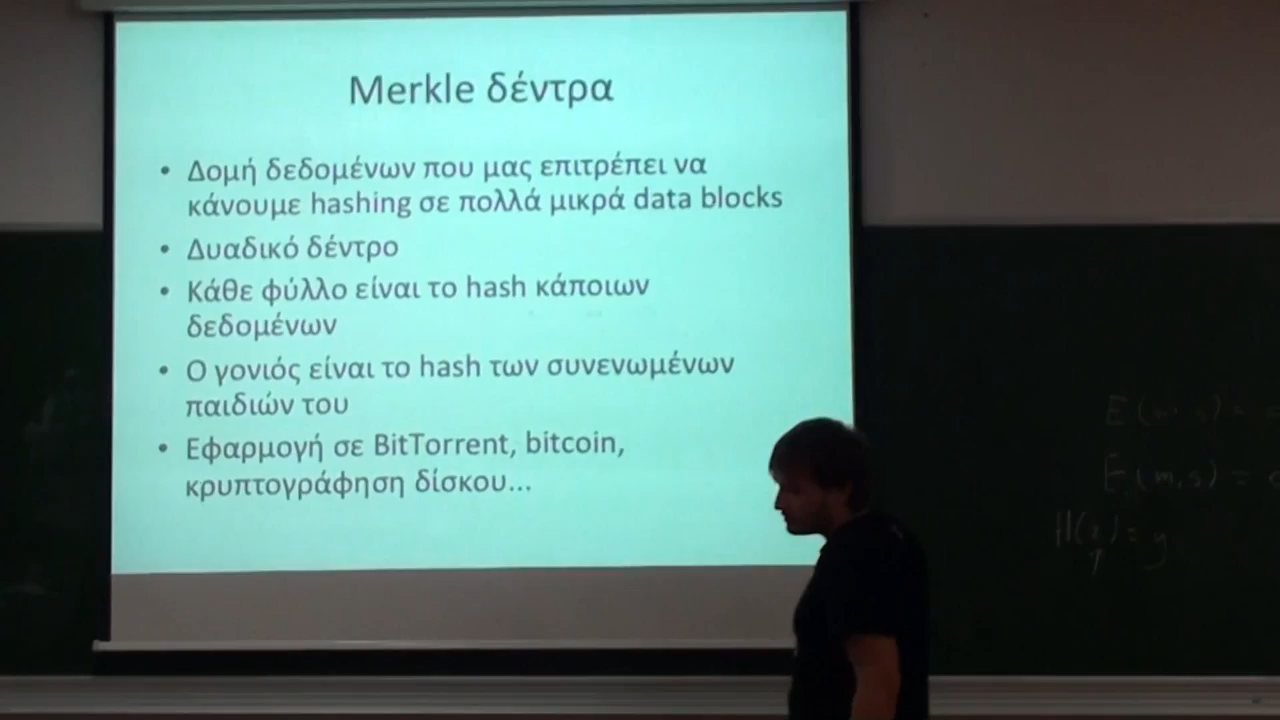 Merkle δέντρα
• Δομή δεδομένων που μας επιτρέπει να
κάνουμε hashing σε πολλά μικρά data blocks
• Δυαδικό δέντρο
• Κάθε φύλλο είναι το hash κάποιων
δεδομένων
• Ο γονιός είναι το hash των συνενωμένων
παιδιών του
• Εφαρμογή σε BitTorrent, bitcoin,
κρυπτογράφηση δίσκου...
E(m,s) =
H(x) = y